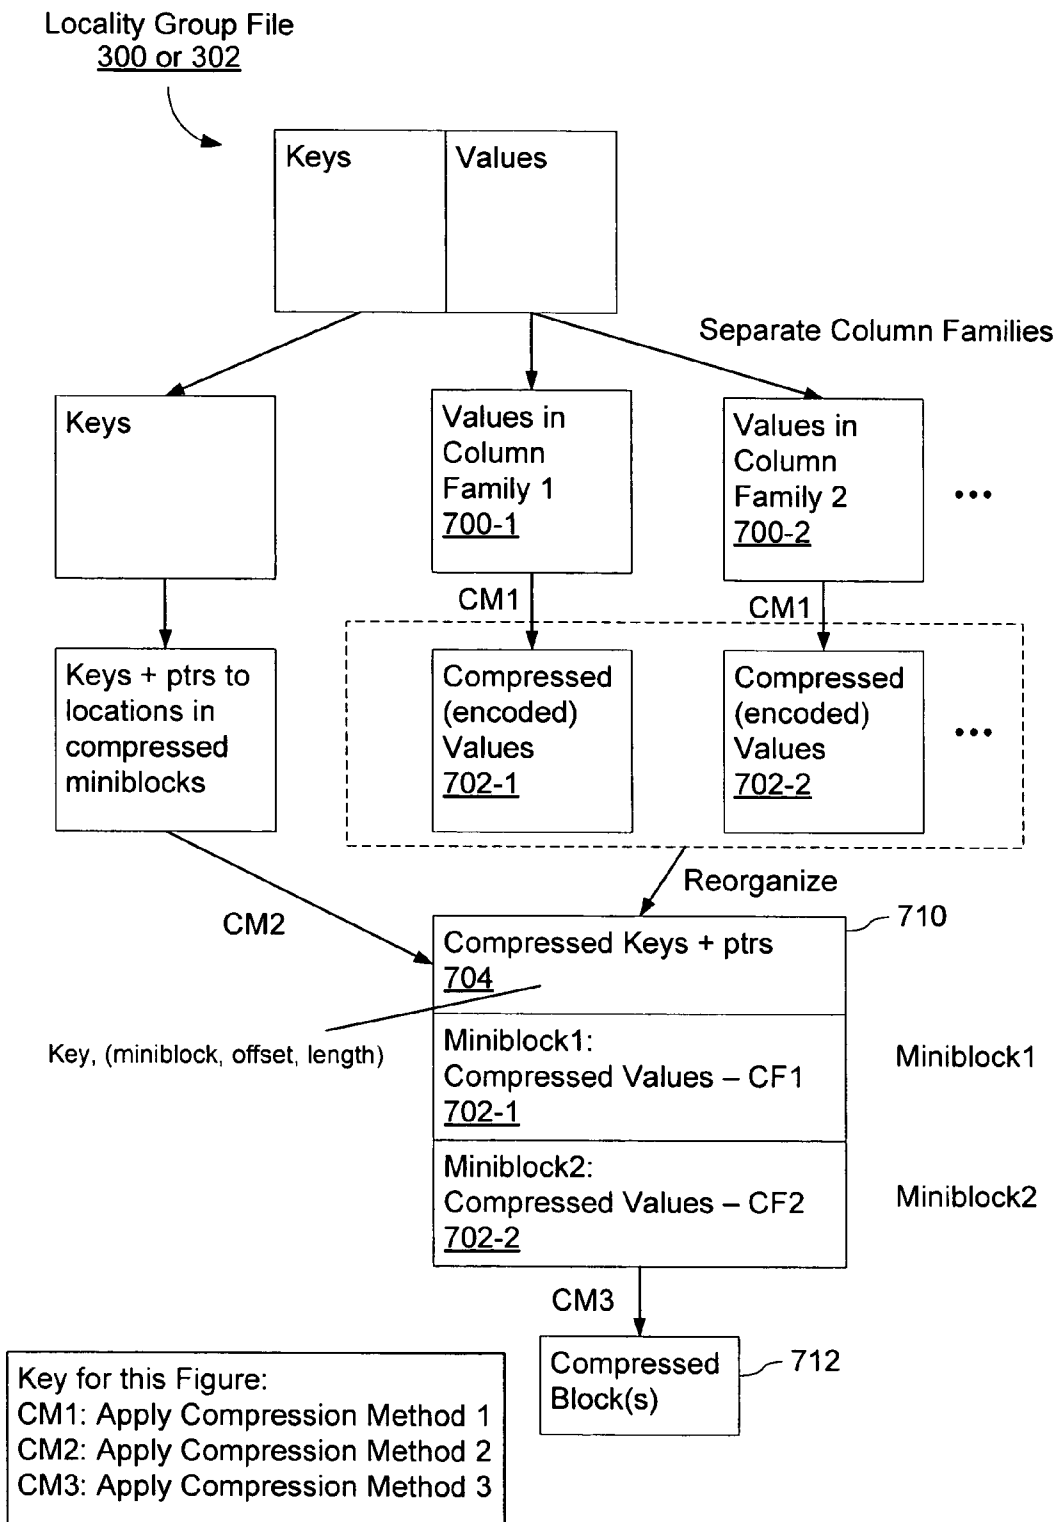 Locality Group File
300 or 302
Keys
Values
Separate Column Families
Keys
Values in
Column
Family 1
700-1
Values in
Column
Family 2
700-2
•••
CM1
CM1
Keys + ptrs to
locations in
compressed
miniblocks
Compressed
(encoded)
Values
702-1
Compressed
(encoded)
Values
702-2
•••
Reorganize
CM2
710
Compressed Keys + ptrs
704
Key, (miniblock, offset, length)
Miniblock1:
Compressed Values – CF1
702-1
Miniblock1
Miniblock2:
Compressed Values – CF2
702-2
Miniblock2
CM3
Compressed
Block(s)
712
Key for this Figure:
CM1: Apply Compression Method 1
CM2: Apply Compression Method 2
CM3: Apply Compression Method 3